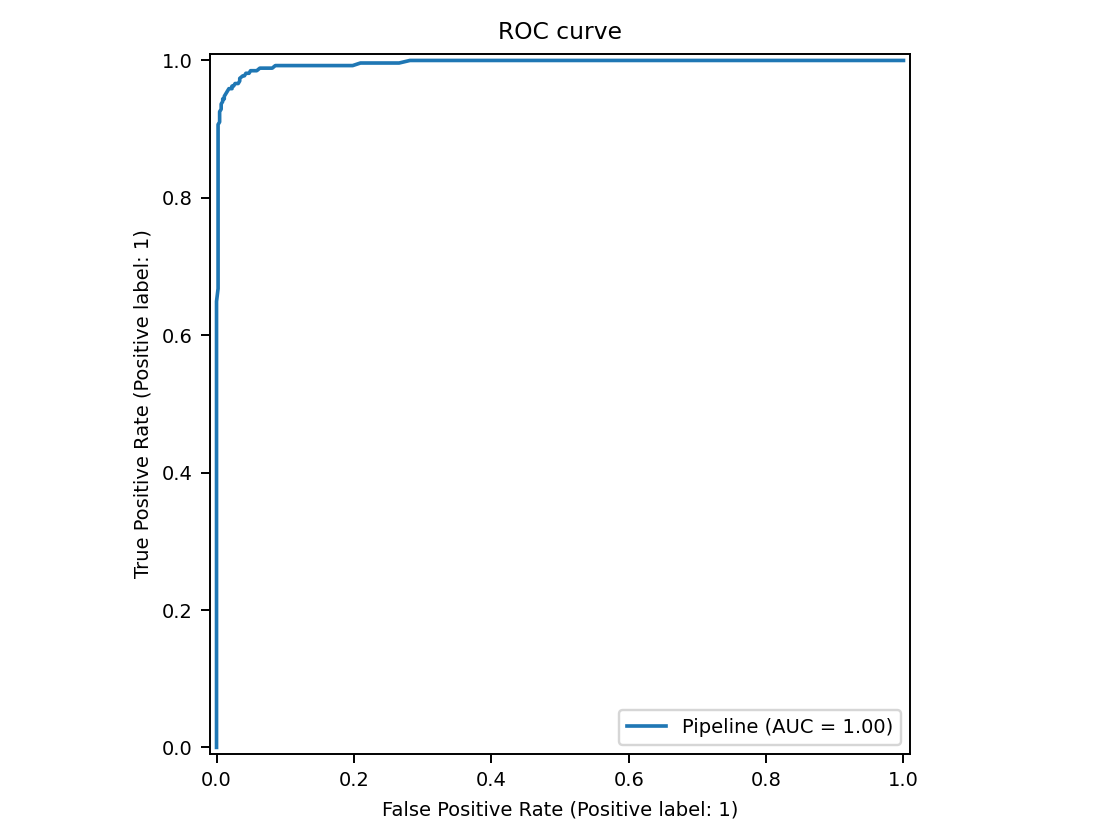 ROC curve
1.0
0.8
0.6
0.4
0.2
0.0
True Positive Rate (Positive label: 1)
Pipeline (AUC = 1.00)
0.0 0.2 0.4 0.6 0.8 1.0
False Positive Rate (Positive label: 1)